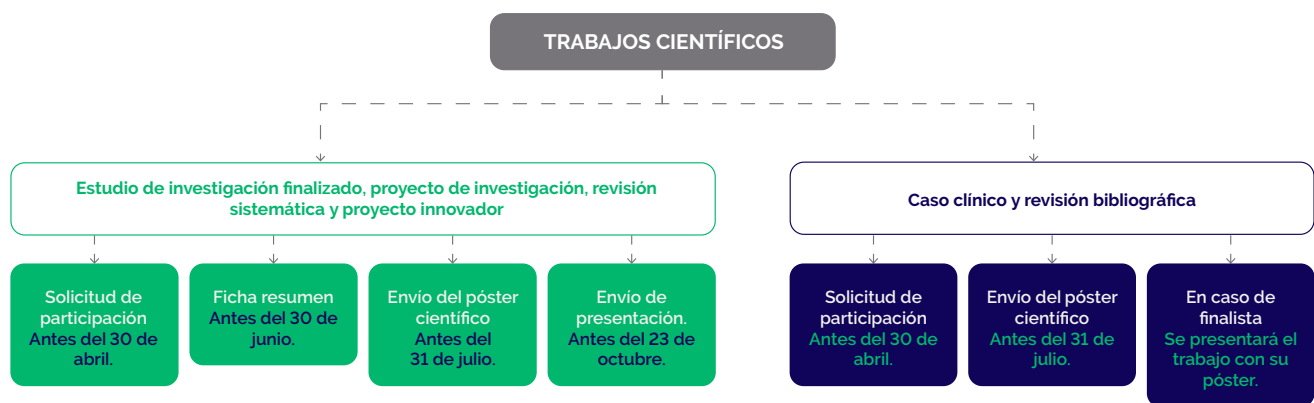 TRABAJOS CIENTÍFICOS
Estudio de investigación finalizado, proyecto de investigación, revisión
sistemática y proyecto innovador
Solicitud de
participación
Antes del 30 de
abril.
Ficha resumen
Antes del 30 de
junio.
Envío del póster
científico
Antes del
31 de julio.
Envío de
presentación.
Antes del 23 de
octubre.
Caso clínico y revisión bibliográfica
Solicitud de
participación
Antes del 30 de
abril.
Envío del póster
científico
Antes del 31 de
julio.
En caso de
finalista
Se presentará el
trabajo con su
póster.